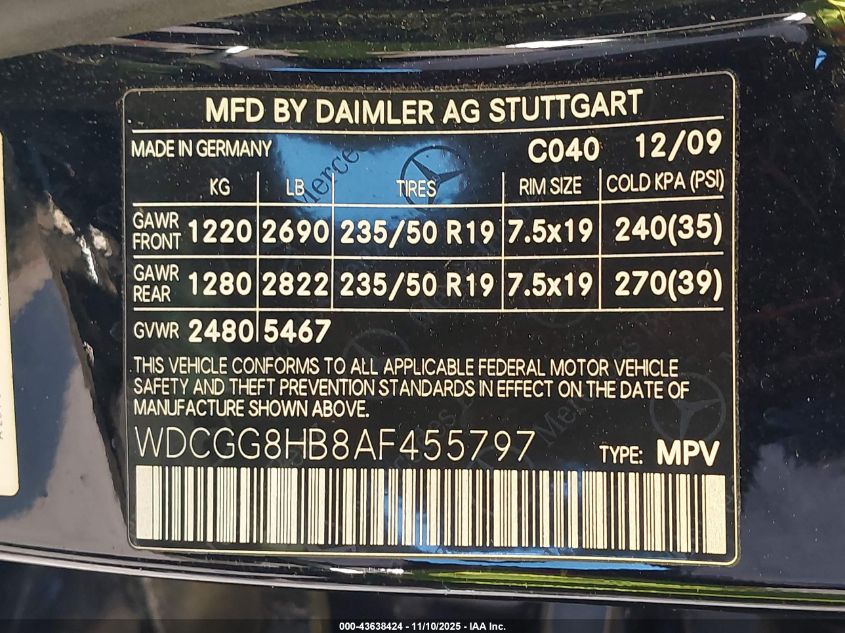 MFD BY DAIMLER AG STUTTGART
MADE IN GERMANY C040 12/09
KG LB TIRES RIM SIZE COLD KPA (PSI)
GAWR FRONT 1220 2690 235/50 R19 7.5x19 240(35)
GAWR REAR 1280 2822 235/50 R19 7.5x19 270(39)
GVWR 2480 5467
THIS VEHICLE CONFORMS TO ALL APPLICABLE FEDERAL MOTOR VEHICLE
SAFETY AND THEFT PREVENTION STANDARDS IN EFFECT ON THE DATE OF
MANUFACTURE SHOWN ABOVE.
WDCGG8HB8AF455797 TYPE: MPV
000-43638424 - 11/10/2025 - IAA Inc.